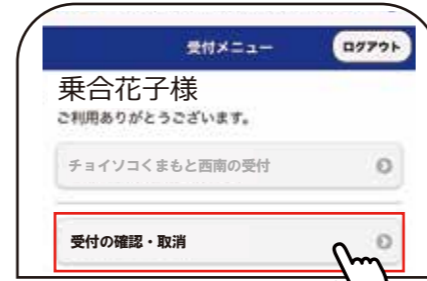 受付メニュー
ログアウト
乗合花子様
ご利用ありがとうございます。
チョイソコくまもと西南の受付
受付の確認・取消